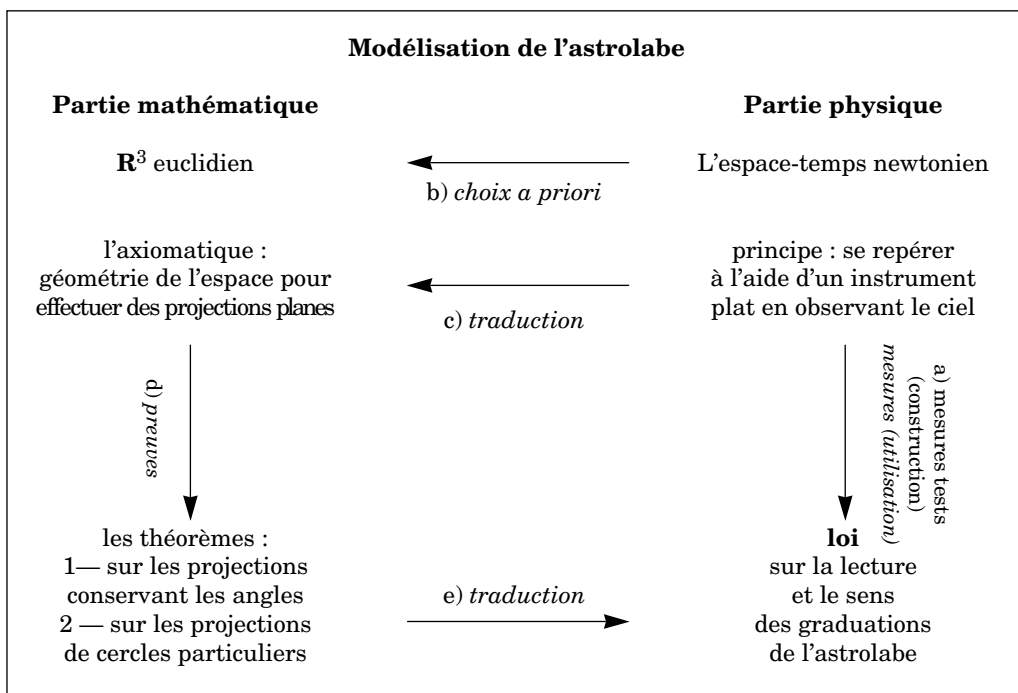 Modélisation de l'astrolabe
Partie mathématique
Partie physique
R³ euclidien
L'espace-temps newtonien
b) choix a priori
l'axiomatique :
géométrie de l'espace pour
effectuer des projections planes
principe : se repérer
à l'aide d'un instrument
plat en observant le ciel
c) traduction
d) preuves
a) mesures tests
(construction)
mesures (utilisation)
les théorèmes :
1— sur les projections
conservant les angles
2 — sur les projections
de cercles particuliers
e) traduction
loi
sur la lecture
et le sens
des graduations
de l'astrolabe